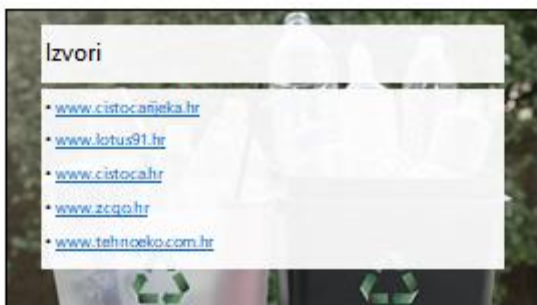 Izvori
• www.cistocarijeka.hr
• www.lotus91.hr
• www.cistoca.hr
• www.zcgo.hr
• www.tehnoeko.com.hr